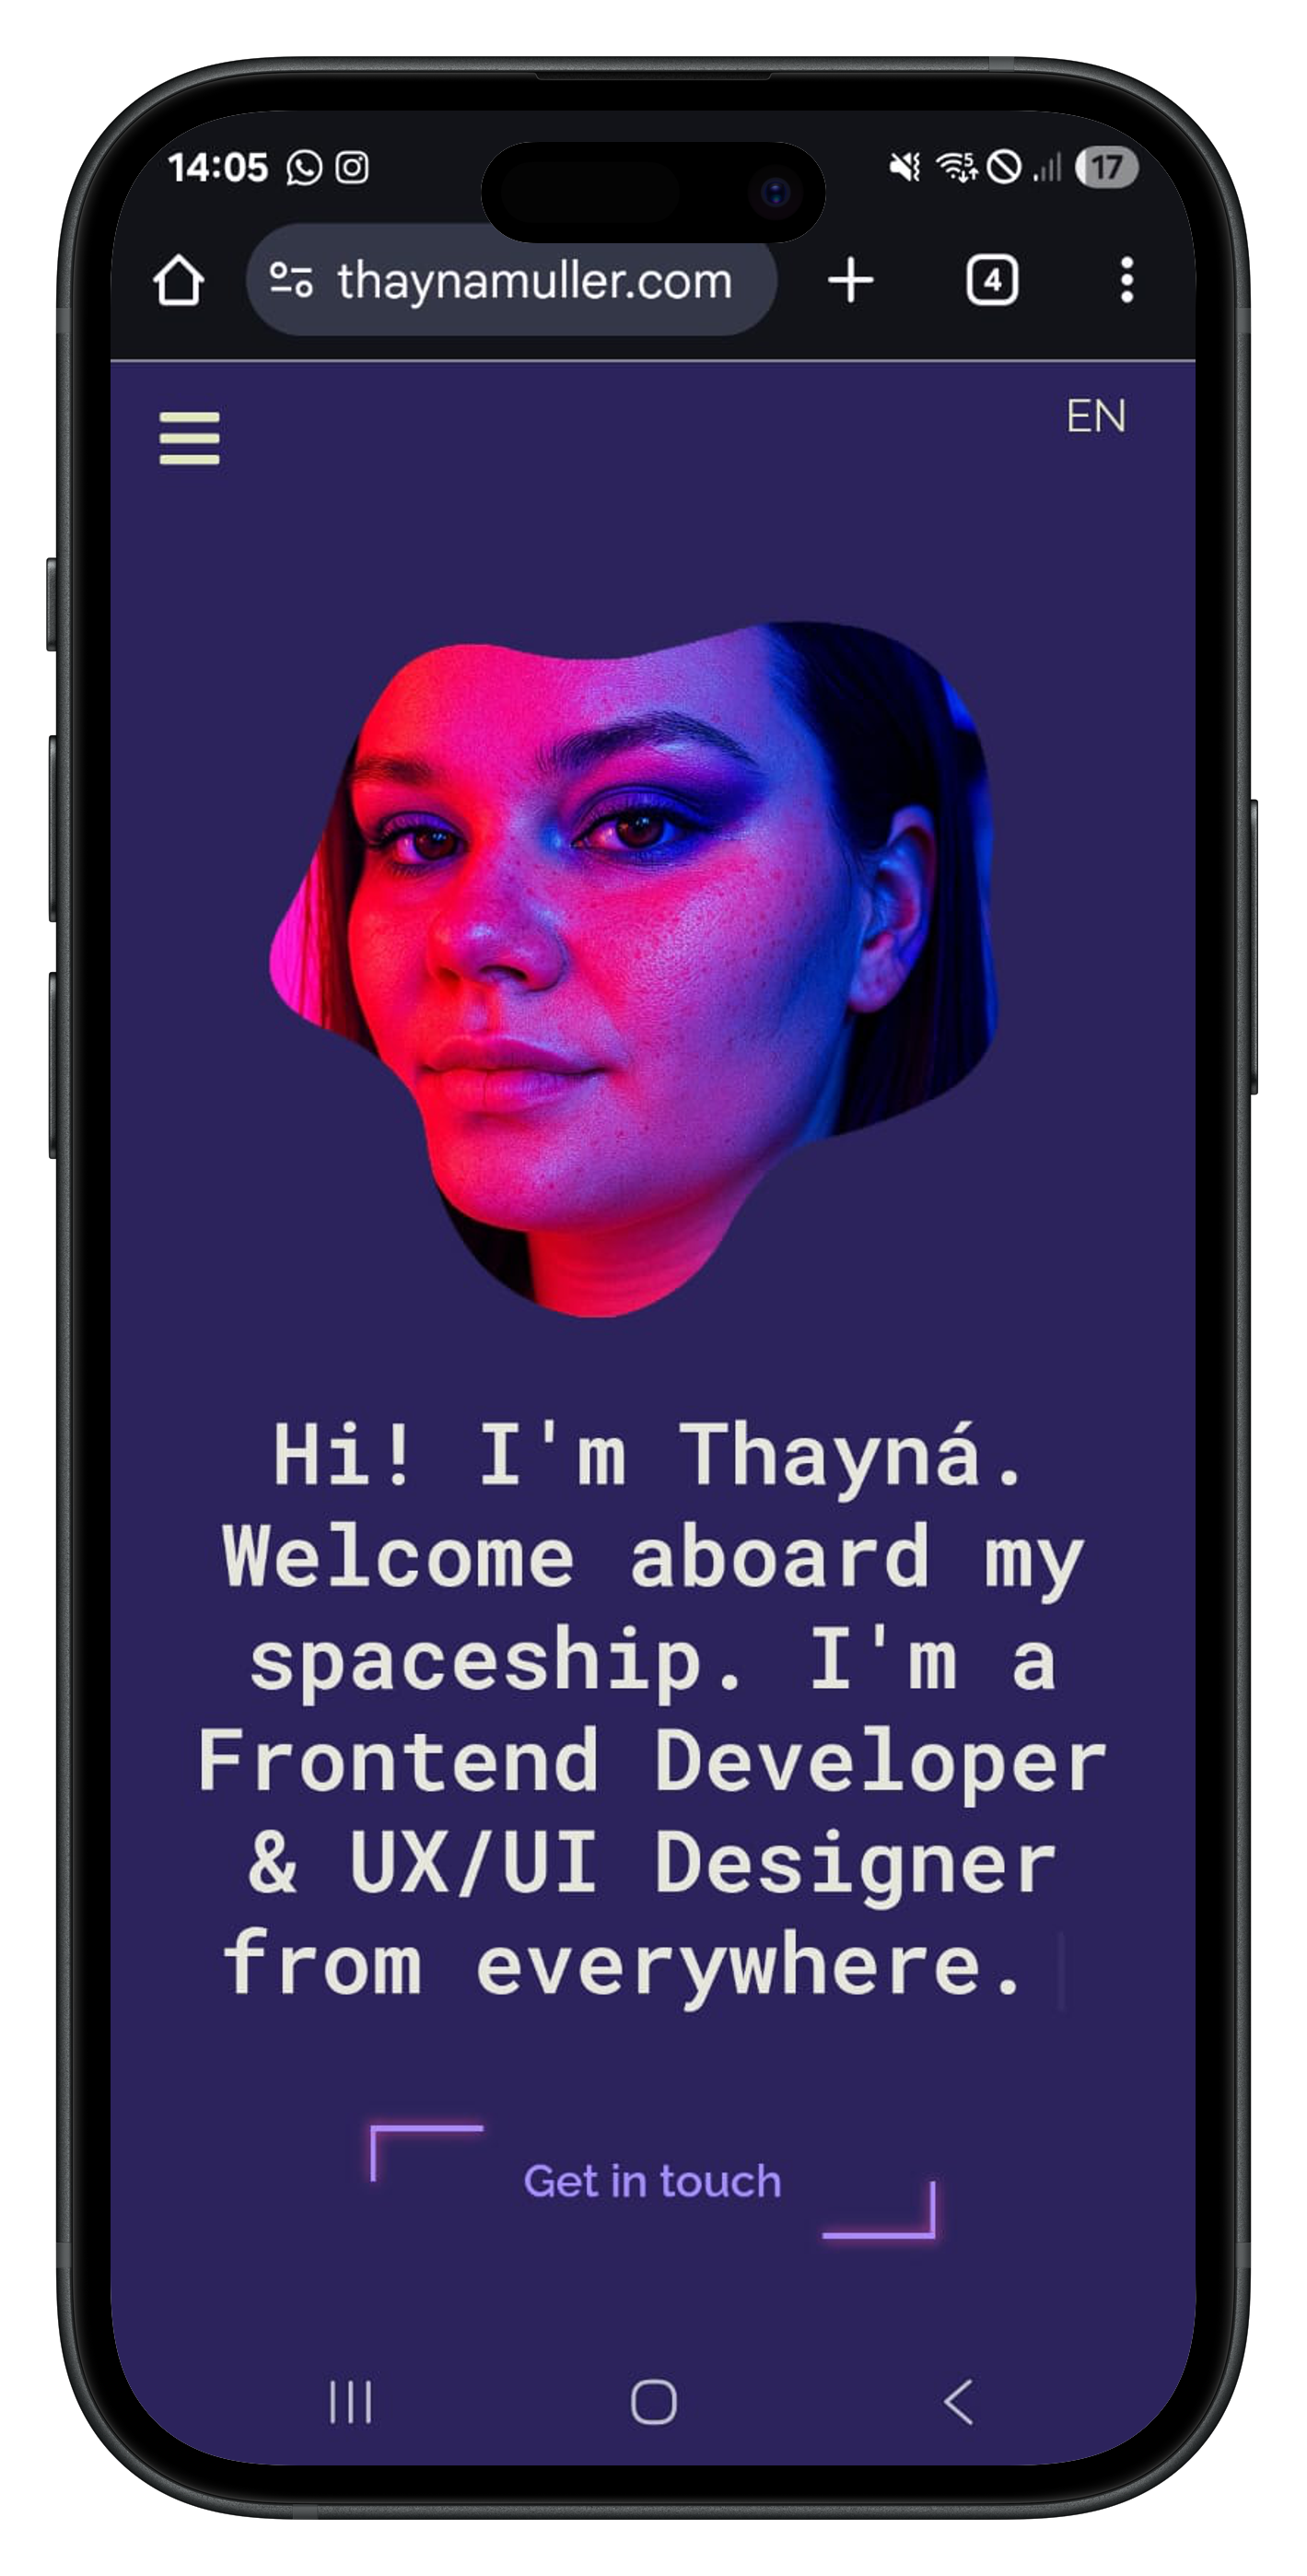 14:05
17
thaynamuller.com
4
EN
Hi! I'm Thayná.
Welcome aboard my
spaceship. I'm a
Frontend Developer
& UX/UI Designer
from everywhere.
Get in touch